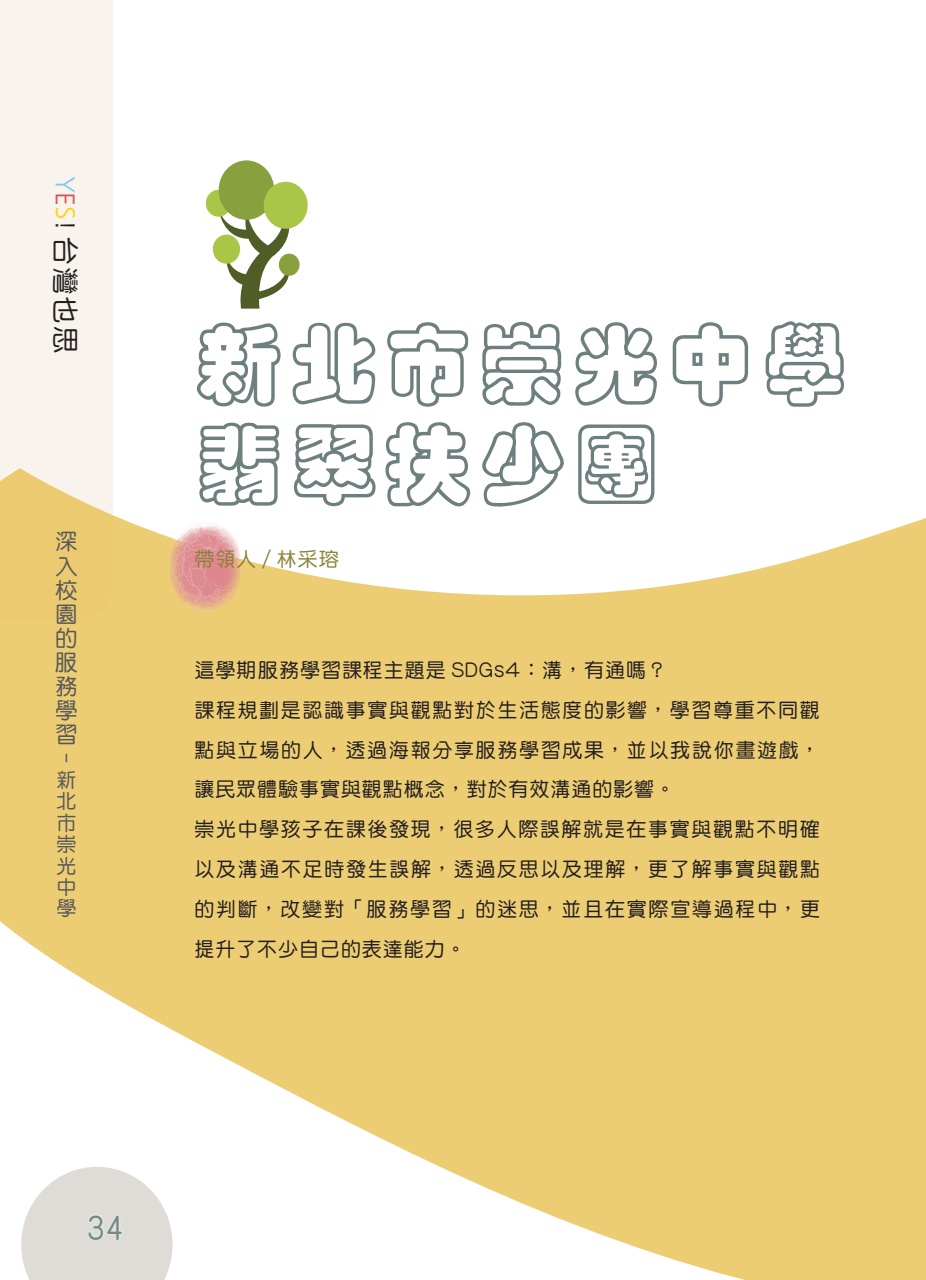 YES! 台灣也思
深入校園的服務學習-新北市崇光中學
新北市崇光中學
翡翠扶少團
帶領人 / 林采瑢
這學期服務學習課程主題是 SDGs4：溝，有通嗎？
課程規劃是認識事實與觀點對於生活態度的影響，學習尊重不同觀
點與立場的人，透過海報分享服務學習成果，並以我說你畫遊戲，
讓民眾體驗事實與觀點概念，對於有效溝通的影響。
崇光中學孩子在課後發現，很多人際誤解就是在事實與觀點不明確
以及溝通不足時發生誤解，透過反思以及理解，更了解事實與觀點
的判斷，改變對「服務學習」的迷思，並且在實際宣導過程中，更
提升了不少自己的表達能力。
34